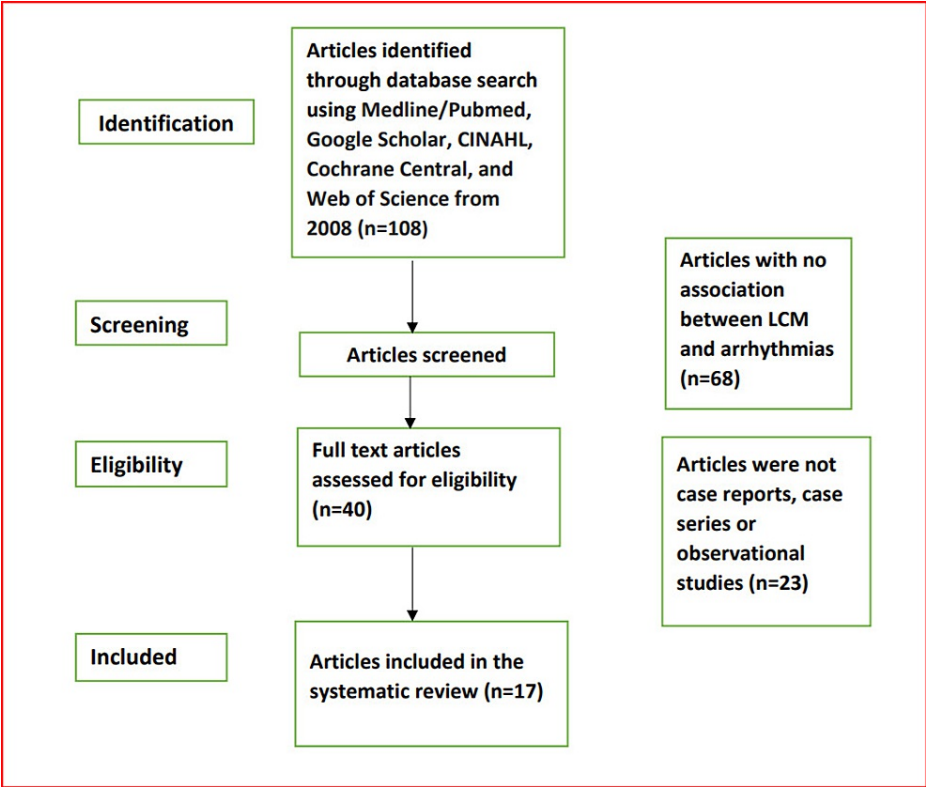 Identification
Articles identified
through database search
using Medline/Pubmed,
Google Scholar, CINAHL,
Cochrane Central, and
Web of Science from
2008 (n=108)
Screening
Articles screened
Articles with no
association
between LCM
and arrhythmias
(n=68)
Eligibility
Full text articles
assessed for eligibility
(n=40)
Articles were not
case reports, case
series or
observational
studies (n=23)
Included
Articles included in the
systematic review (n=17)